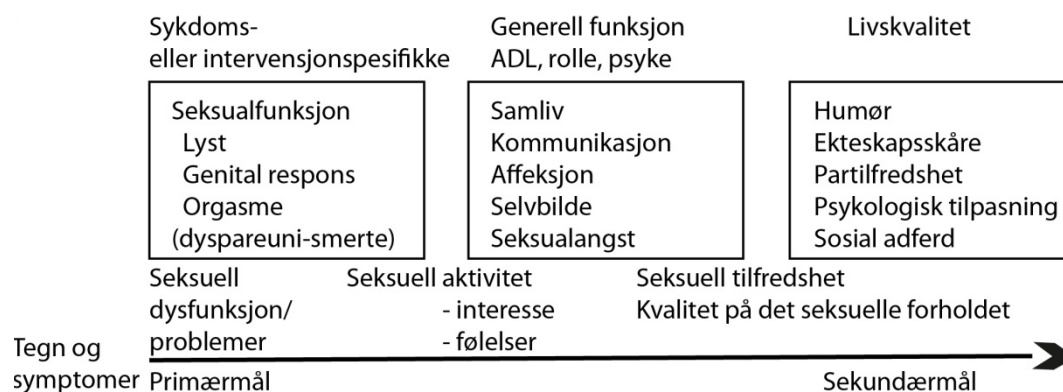 Sykdoms-
eller intervensjonspesifikke
Generell funksjon
ADL, rolle, psyke
Livskvalitet
Seksualfunksjon
Lyst
Genital respons
Orgasme
(dyspareuni-smerte)
Samliv
Kommunikasjon
Affeksjon
Selvbilde
Seksualangst
Humør
Ekteskapsskåre
Partilfredshet
Psykologisk tilpasning
Sosial adferd
Seksuell
dysfunksjon/
problemer
Seksuell aktivitet
- interesse
- følelser
Seksuell tilfredshet
Kvalitet på det seksuelle forholdet
Tegn og
symptomer
Primærmål
Sekundærmål